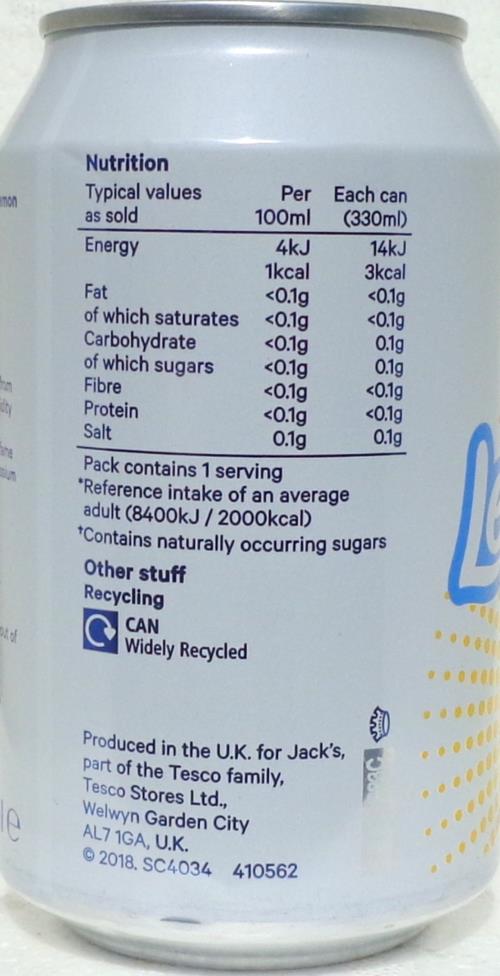 Nutrition
Typical values Per Each can
as sold 100ml (330ml)
Energy 4kJ 14kJ
1kcal 3kcal
Fat <0.1g <0.1g
of which saturates <0.1g <0.1g
Carbohydrate <0.1g 0.1g
of which sugars <0.1g 0.1g
Fibre <0.1g <0.1g
Protein <0.1g <0.1g
Salt 0.1g 0.1g
Pack contains 1 serving
*Reference intake of an average
adult (8400kJ / 2000kcal)
†Contains naturally occurring sugars
Other stuff
Recycling
CAN
Widely Recycled
Produced in the U.K. for Jack's,
part of the Tesco family,
Tesco Stores Ltd.,
Welwyn Garden City
AL7 1GA, U.K.
© 2018. SC4034 410562